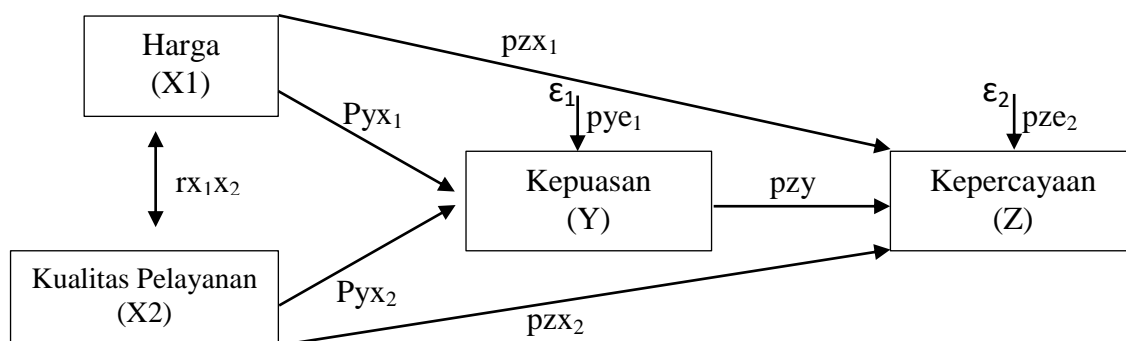 Harga
(X1)
pzx₁
Pyx₁
ε₁
pye₁
ε₂
pze₂
rx₁x₂
Kepuasan
(Y)
pzy
Kepercayaan
(Z)
Kualitas Pelayanan
(X2)
Pyx₂
pzx₂